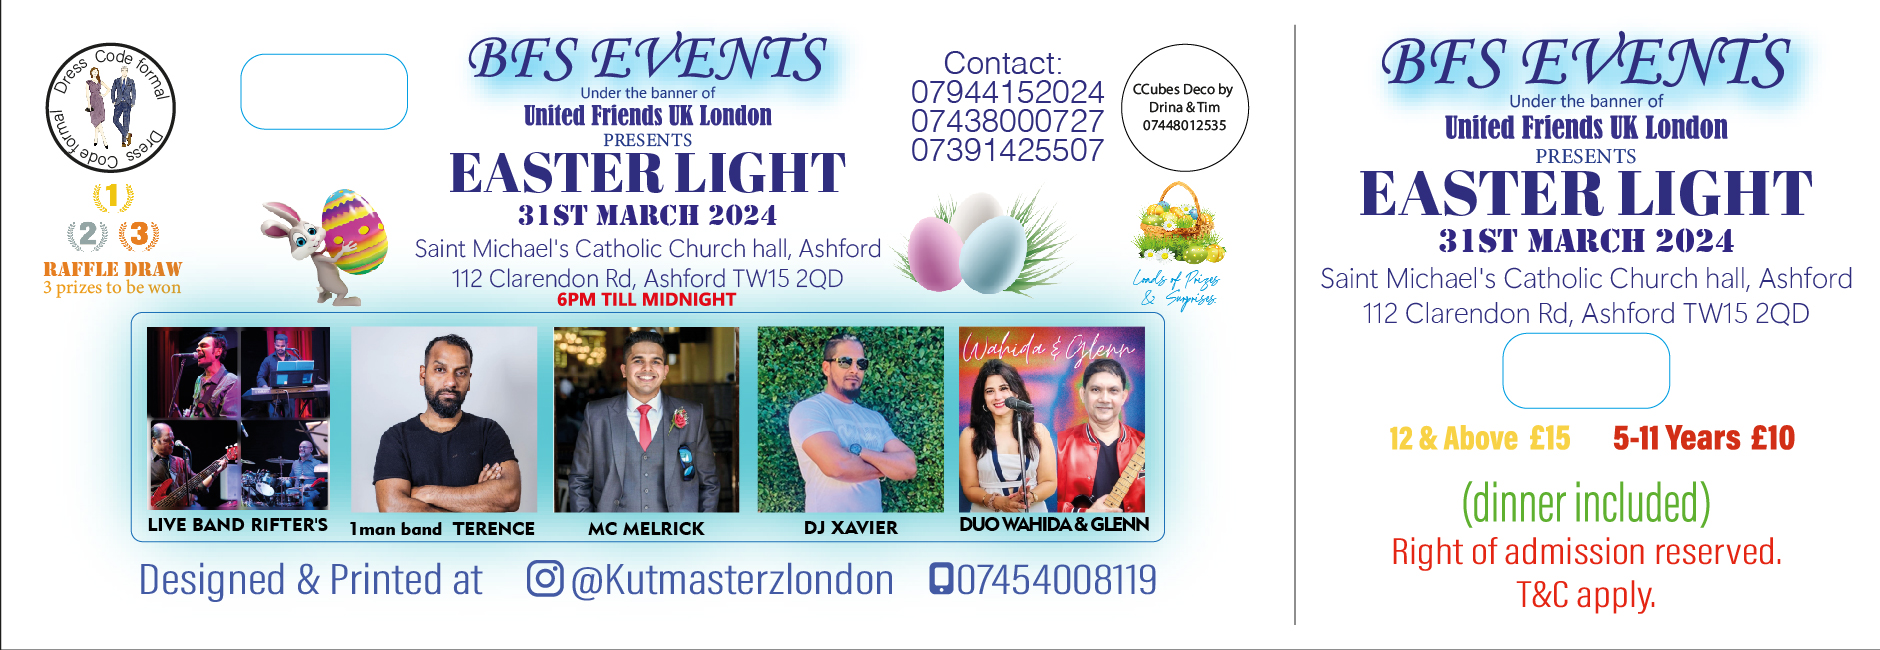 Dress Code formal
Dress Code formal
1
2 3
RAFFLE DRAW
3 prizes to be won
BFS EVENTS
Under the banner of
United Friends UK London
PRESENTS
EASTER LIGHT
31ST MARCH 2024
Saint Michael's Catholic Church hall, Ashford
112 Clarendon Rd, Ashford TW15 2QD
6PM TILL MIDNIGHT
Contact:
07944152024
07438000727
07391425507
CCubes Deco by
Drina & Tim
07448012535
Loads of Prizes
& Surprises.
Wahida & Glenn
LIVE BAND RIFTER'S
1man band TERENCE
MC MELRICK
DJ XAVIER
DUO WAHIDA & GLENN
Designed & Printed at @Kutmasterzlondon 07454008119
BFS EVENTS
Under the banner of
United Friends UK London
PRESENTS
EASTER LIGHT
31ST MARCH 2024
Saint Michael's Catholic Church hall, Ashford
112 Clarendon Rd, Ashford TW15 2QD
12 & Above £15 5-11 Years £10
(dinner included)
Right of admission reserved.
T&C apply.